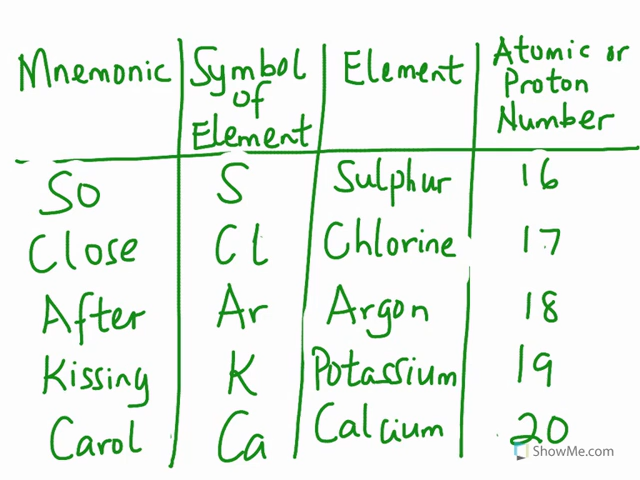 Mnemonic Symbol of Element Element Atomic or Proton Number
So S Sulphur 16
Close Cl Chlorine 17
After Ar Argon 18
Kissing K Potassium 19
Carol Ca Calcium 20
ShowMe.com